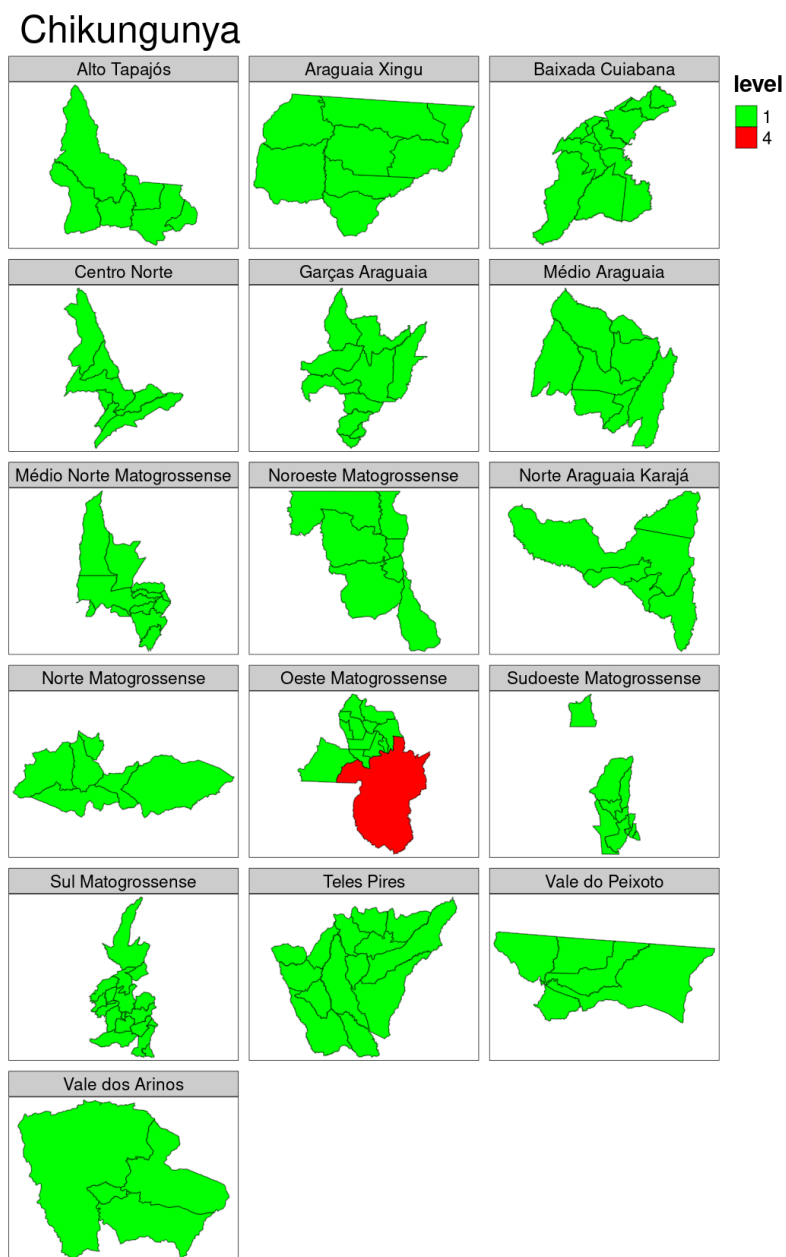 Chikungunya
Alto Tapajós
Araguaia Xingu
Baixada Cuiabana
level
1
4
Centro Norte
Garças Araguaia
Médio Araguaia
Médio Norte Matogrossense
Noroeste Matogrossense
Norte Araguaia Karajá
Norte Matogrossense
Oeste Matogrossense
Sudoeste Matogrossense
Sul Matogrossense
Teles Pires
Vale do Peixoto
Vale dos Arinos